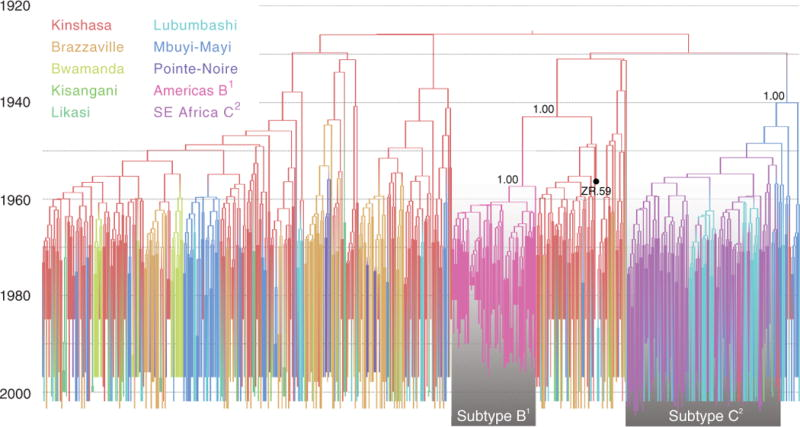 1920
Kinshasa Lubumbashi
Brazzaville Mbuyi-Mayi
Bwamanda Pointe-Noire
Kisangani Americas B¹
Likasi SE Africa C²
1940
1.00
1.00
1.00
ZR.59
1960
1980
2000
Subtype B¹
Subtype C²